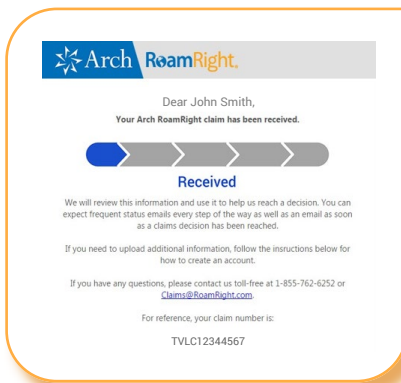 Arch RoamRight.
Dear John Smith,
Your Arch RoamRight claim has been received.
Received
We will review this information and use it to help us reach a decision. You can
expect frequent status emails every step of the way as well as an email as soon
as a claims decision has been reached.
If you need to upload additional information, follow the insructions below for
how to create an account.
If you have any questions, please contact us toll-free at 1-855-762-6252 or
Claims@RoamRight.com.
For reference, your claim number is:
TVLC12344567